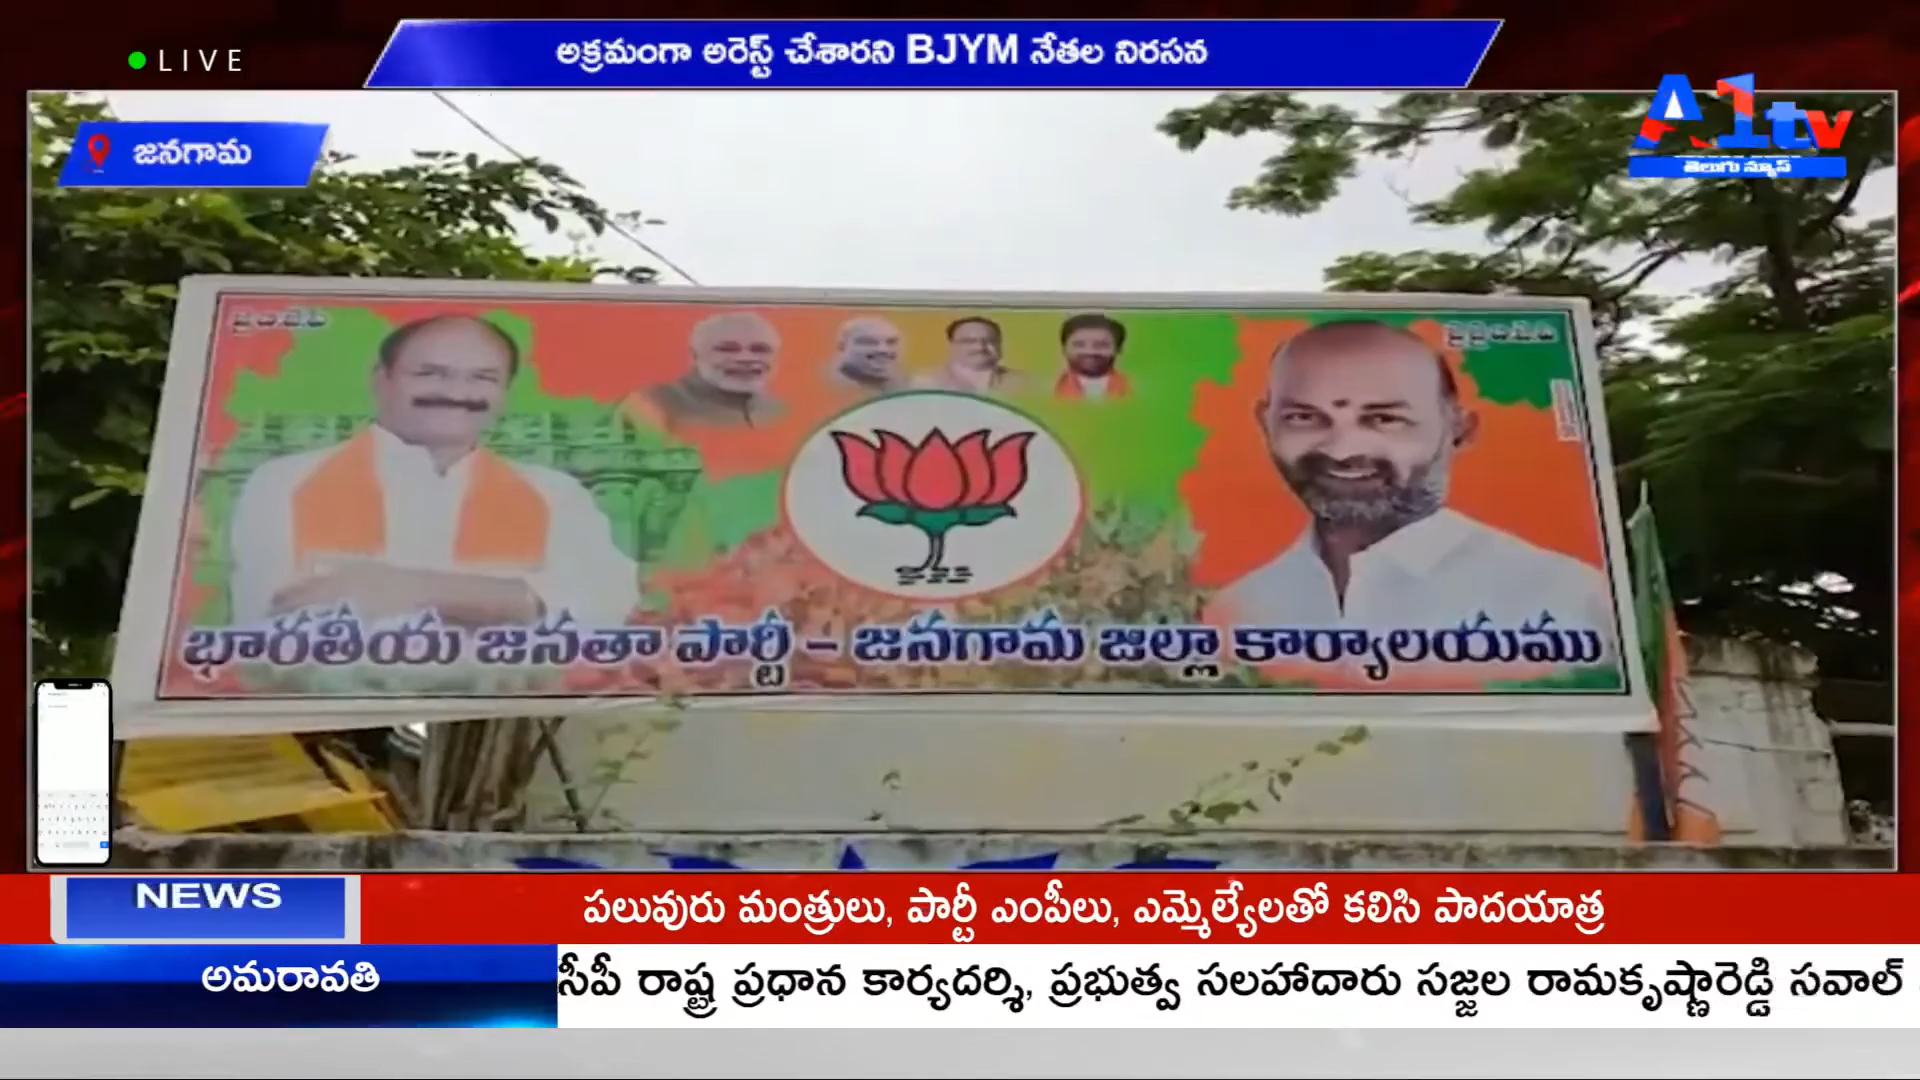 LIVE
అక్రమంగా అరెస్ట్ చేశారని BJYM నేతల నిరసన
జనగామ
A1tv
తెలుగు న్యూస్
భారతీయ జనతా పార్టీ - జనగామ జిల్లా కార్యాలయము
NEWS
పలువురు మంత్రులు, పార్టీ ఎంపీలు, ఎమ్మెల్యేలతో కలిసి పాదయాత్ర
అమరావతి
సీపీ రాష్ట్ర ప్రధాన కార్యదర్శి, ప్రభుత్వ సలహాదారు సజ్జల రామకృష్ణారెడ్డి సవాల్